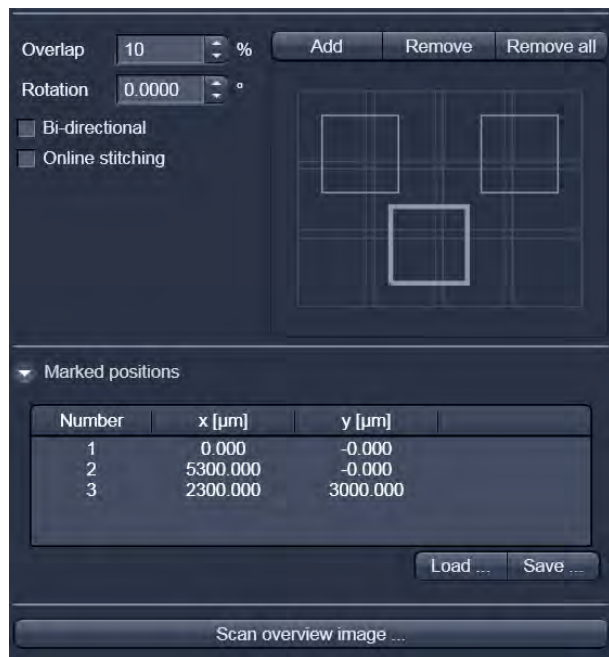 Overlap 10 % Add Remove Remove all
Rotation 0.0000 °
Bi-directional
Online stitching
Marked positions
Number x [µm] y [µm]
1 0.000 -0.000
2 5300.000 -0.000
3 2300.000 3000.000
Load ... Save ...
Scan overview image ...